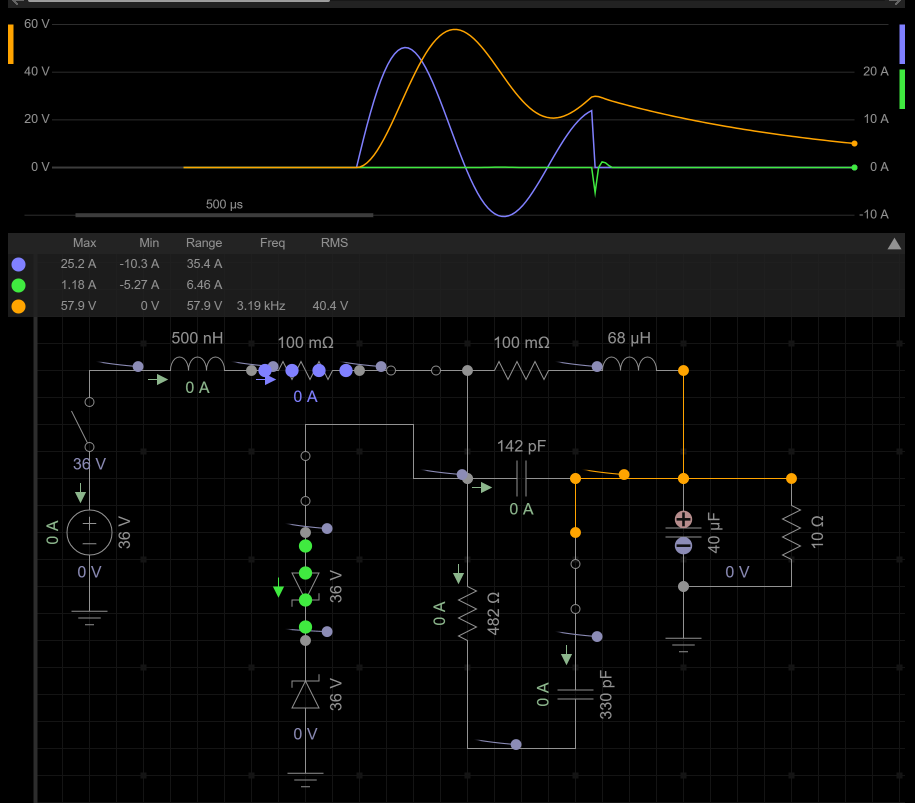 60 V
40 V
20 A
20 V
10 A
0 V
0 A
500 µs
-10 A
Max Min Range Freq RMS
25.2 A -10.3 A 35.4 A
1.18 A -5.27 A 6.46 A
57.9 V 0 V 57.9 V 3.19 kHz 40.4 V
500 nH
100 mΩ
100 mΩ
68 µH
0 A
0 A
142 pF
36 V
0 A
0 A
36 V
40 µF
10 Ω
0 V
0 V
36 V
0 A
482 Ω
0 A
330 pF
36 V
0 V